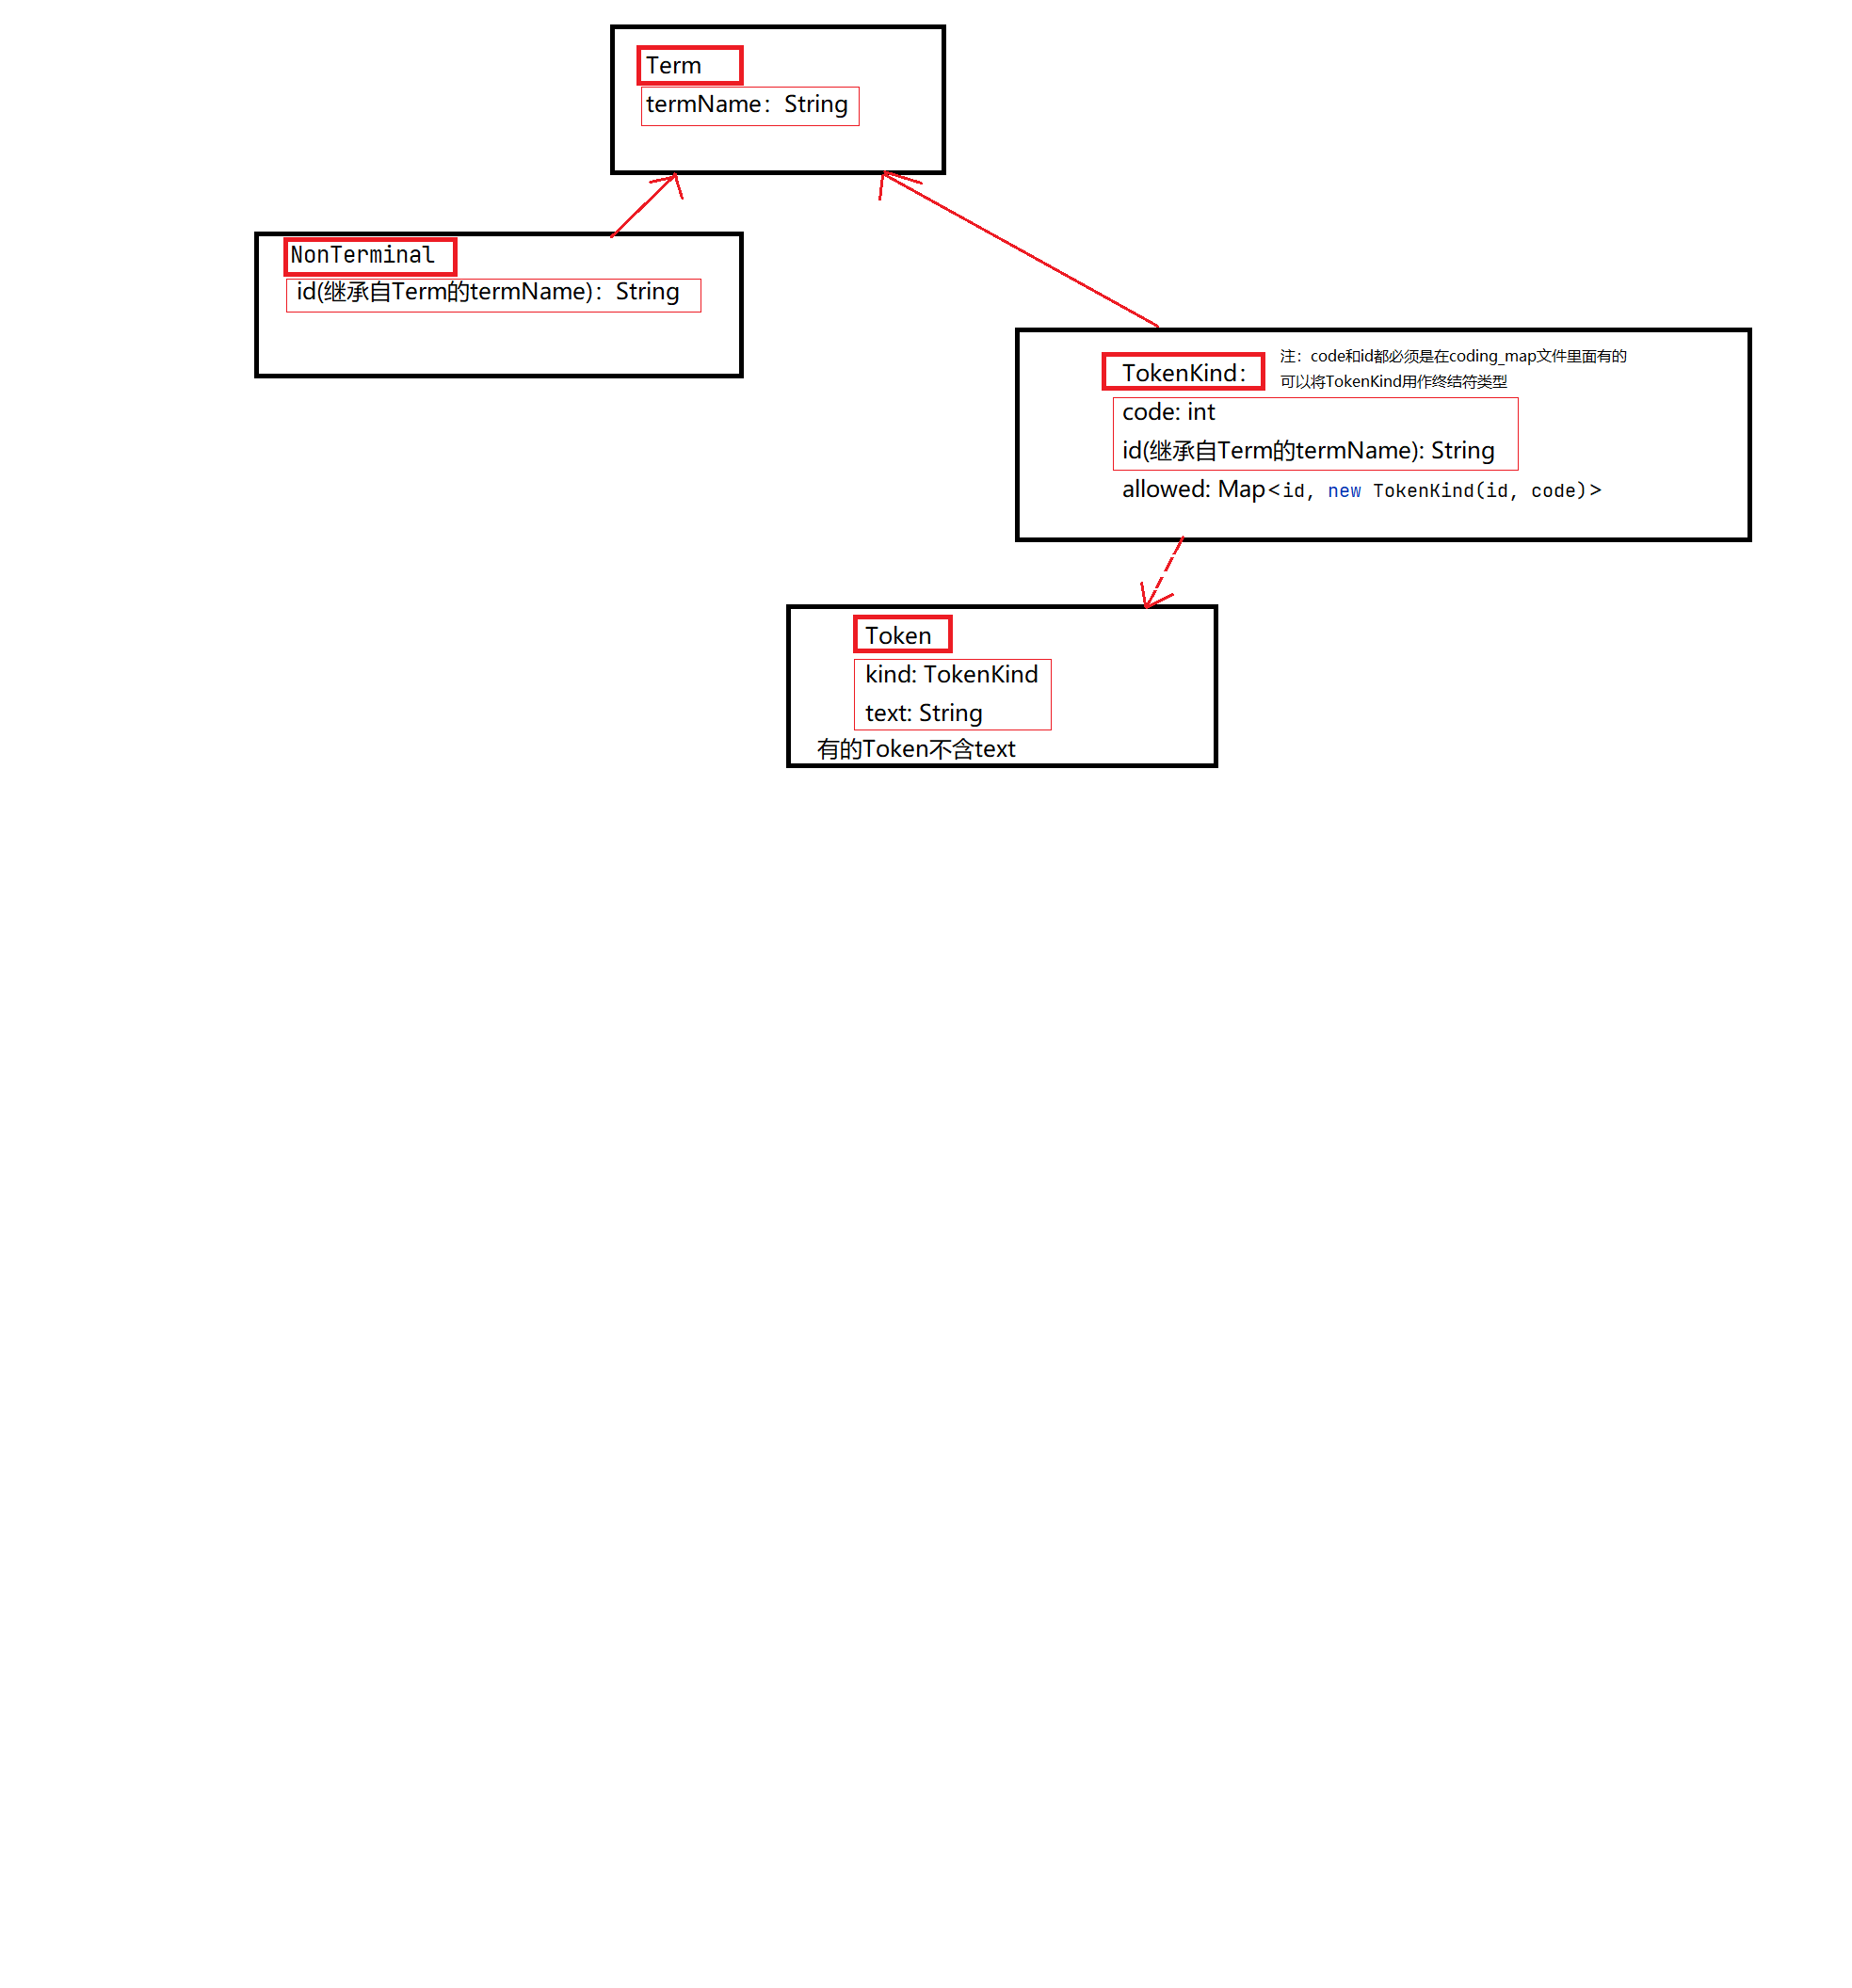 Term
termName：String
NonTerminal
id(继承自Term的termName)：String
TokenKind：
注：code和id都必须是在coding_map文件里面有的
可以将TokenKind用作终结符类型
code: int
id(继承自Term的termName): String
allowed: Map<id, new TokenKind(id, code)>
Token
kind: TokenKind
text: String
有的Token不含text